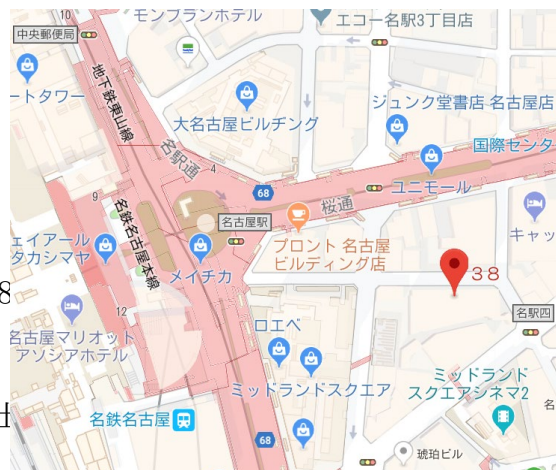 10
モンブランホテル
エコー名駅3丁目店
中央郵便局
ートタワー
地下鉄東山線
大名古屋ビルヂング
ジュンク堂書店-名古屋店
名駅通
4
国際センタ
68
ユニモール
9
桜通
名古屋駅
キャッ
ェイアール
タカシマヤ
名鉄名古屋本線
メイチカ
プロント 名古屋
ビルディング店
38
8
12
名駅四
名古屋マリオット
アソシアホテル
ロエベ
ミッドランドスクエア
ミッドランド
スクエアシネマ2
名鉄名古屋
名
68
琥珀ビル